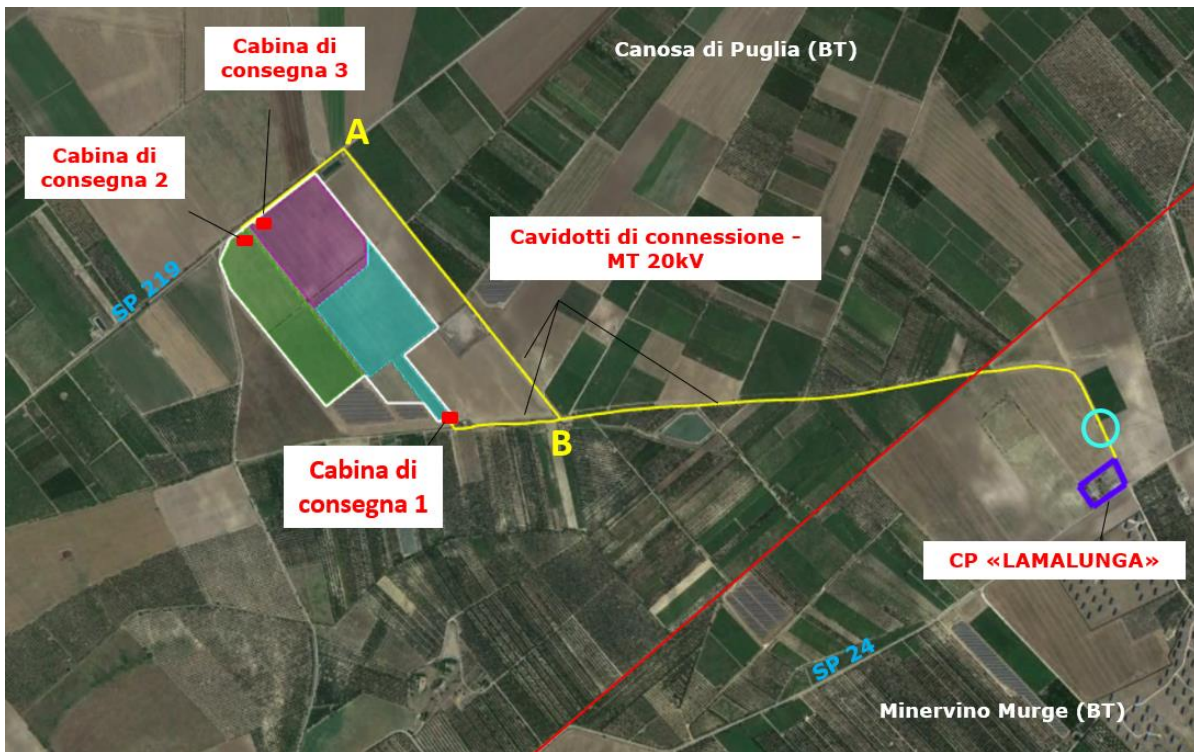 Canosa di Puglia (BT)
Cabina di
consegna 3
A
Cabina di
consegna 2
Cavidotti di connessione –
MT 20kV
SP 219
B
Cabina di
consegna 1
CP «LAMALUNGA»
SP 24
Minervino Murge (BT)